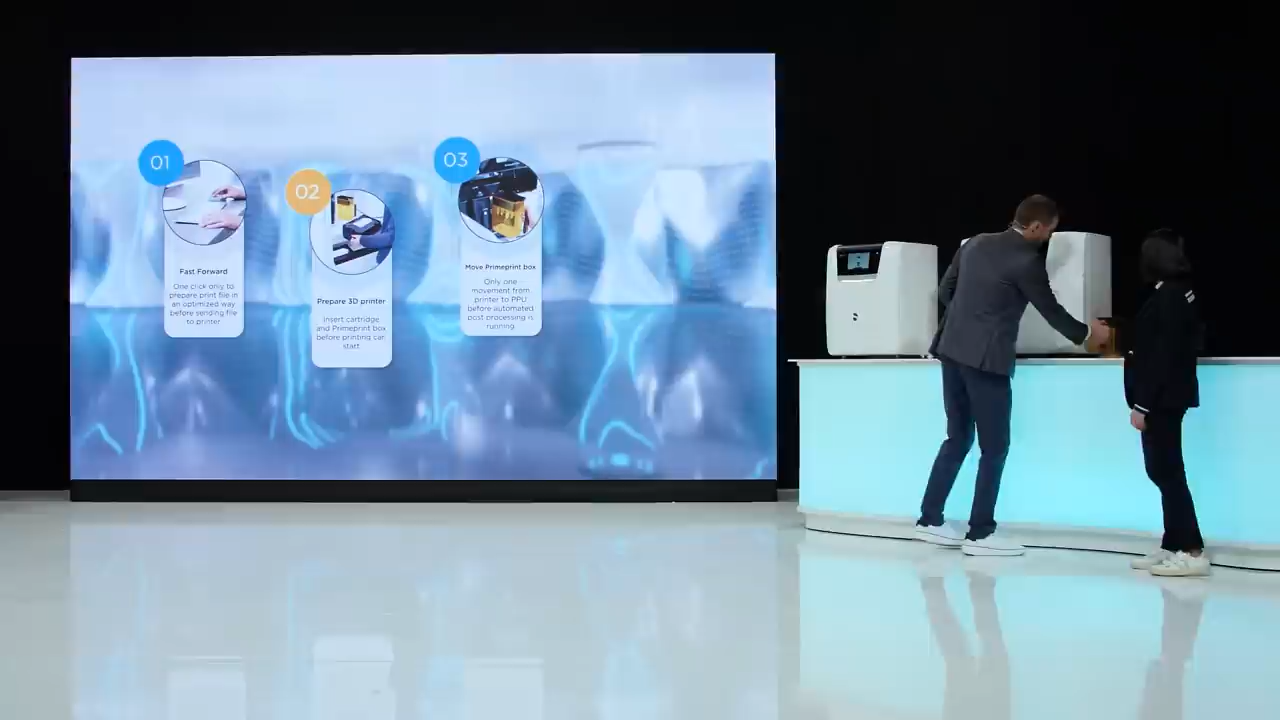 01
Fast Forward
One click only to
prepare print file in
an optimized way
before sending file
to printer
02
Prepare 3D printer
Insert cartridge
and Primeprint box
before printing can
start
03
Move Primeprint box
Only one
movement from
printer to PPU
before automated
post processing is
running